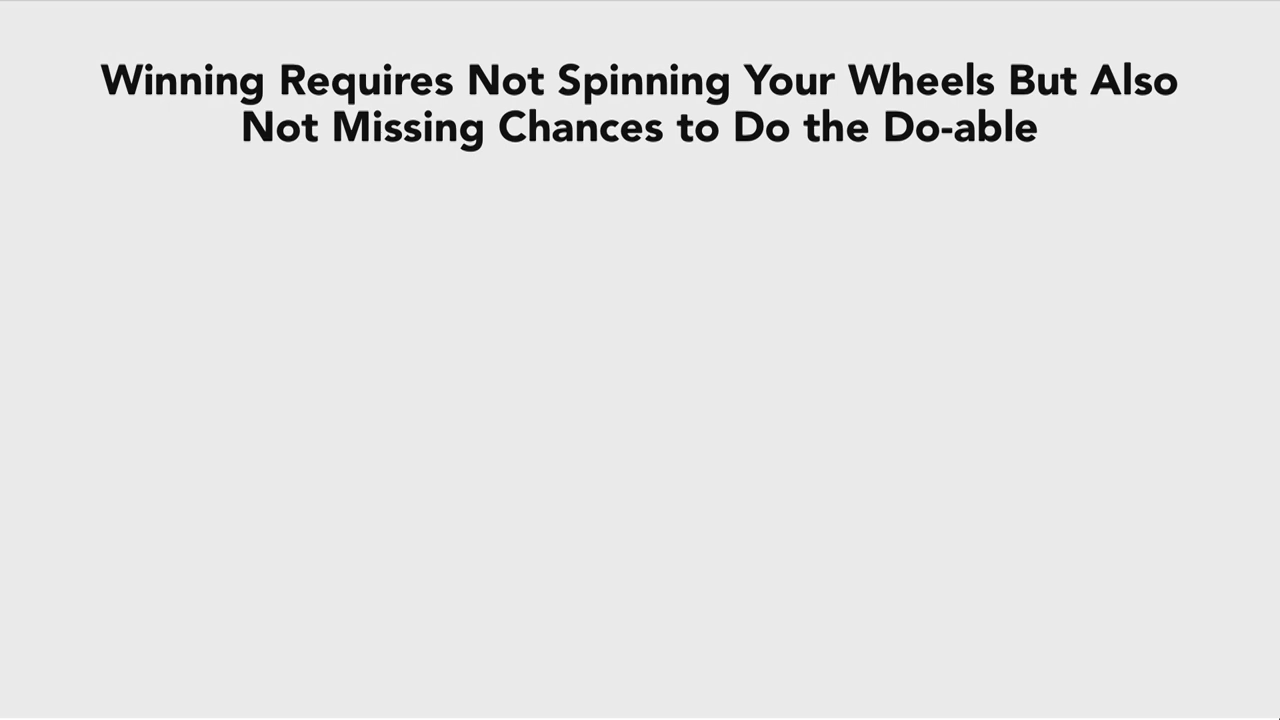 Winning Requires Not Spinning Your Wheels But Also
Not Missing Chances to Do the Do-able